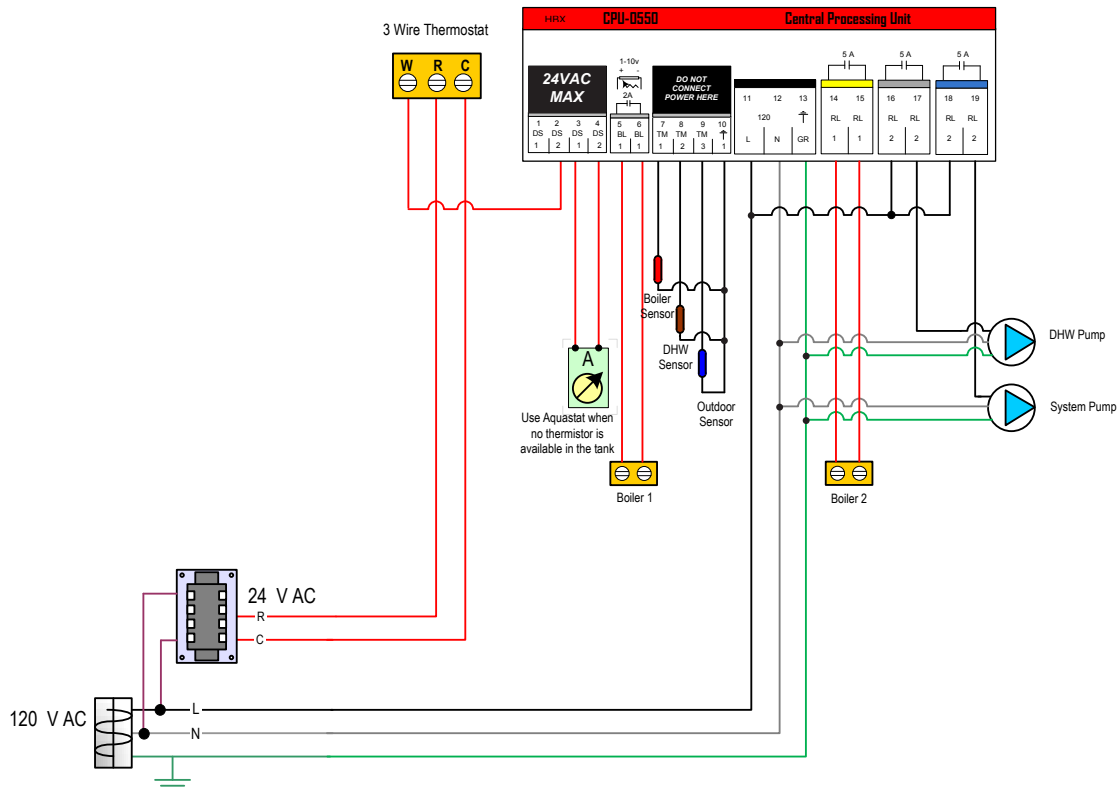 HRX CPU-0550 Central Processing Unit
3 Wire Thermostat
W R C
24VAC
MAX
1-10v
+ -
2A
DO NOT
CONNECT
POWER HERE
5 A 5 A 5 A
1 2 3 4 5 6 7 8 9 10 11 12 13 14 15 16 17 18 19
DS DS DS DS BL BL TM TM TM 120 RL RL RL RL RL RL
1 2 1 2 1 1 1 2 3 1 L N GR 1 1 2 2 2 2
Boiler
Sensor
DHW
Sensor
Outdoor
Sensor
DHW Pump
System Pump
A
Use Aquastat when
no thermistor is
available in the tank
Boiler 1
Boiler 2
24 V AC
R
C
120 V AC
L
N